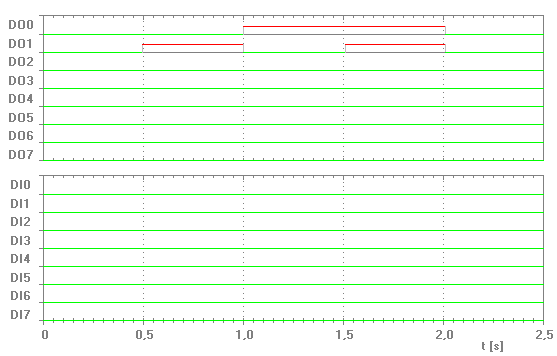 DO0
DO1
DO2
DO3
DO4
DO5
DO6
DO7
DI0
DI1
DI2
DI3
DI4
DI5
DI6
DI7
0 0,5 1,0 1,5 2,0 2,5
t [s]